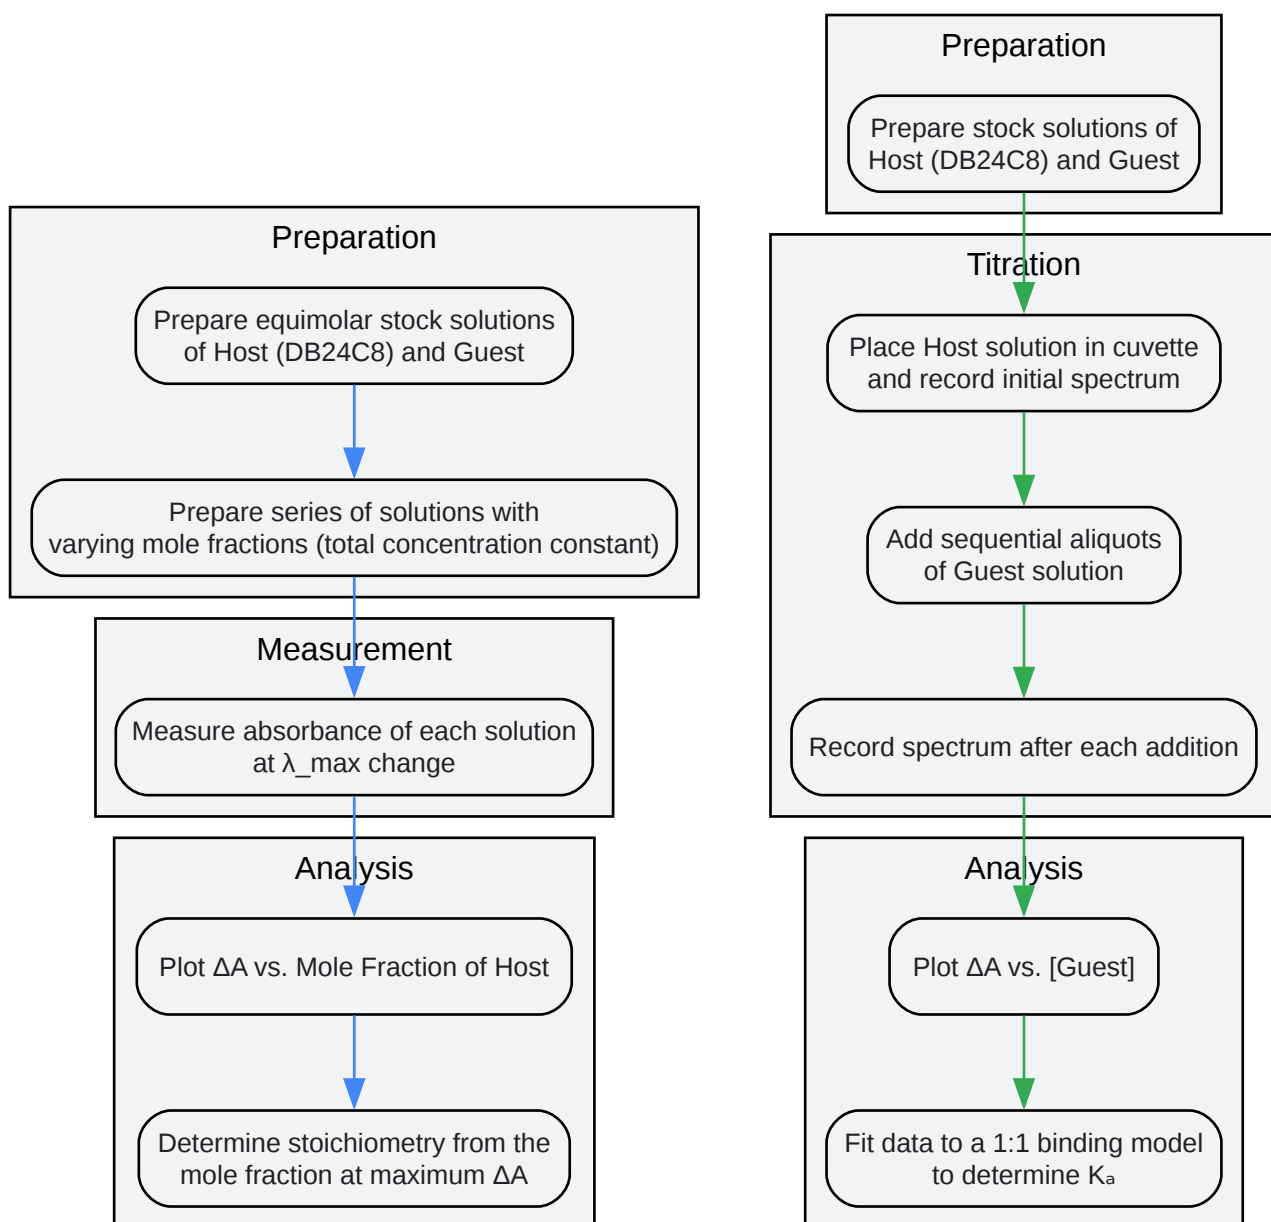 Preparation
Prepare equimolar stock solutions
of Host (DB24C8) and Guest
Prepare series of solutions with
varying mole fractions (total concentration constant)
Measurement
Measure absorbance of each solution
at λ_max change
Analysis
Plot ΔA vs. Mole Fraction of Host
Determine stoichiometry from the
mole fraction at maximum ΔA
Preparation
Prepare stock solutions of
Host (DB24C8) and Guest
Titration
Place Host solution in cuvette
and record initial spectrum
Add sequential aliquots
of Guest solution
Record spectrum after each addition
Analysis
Plot ΔA vs. [Guest]
Fit data to a 1:1 binding model
to determine Kₐ